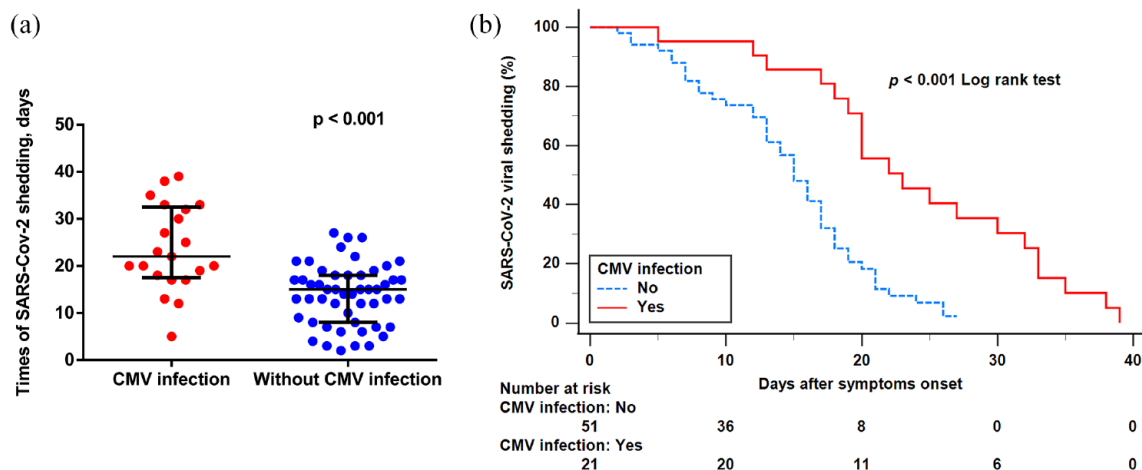 (a)
Times of SARS-Cov-2 shedding, days
50
40
30
20
10
0
p < 0.001
CMV infection
Without CMV infection
(b)
SARS-CoV-2 viral shedding (%)
100
80
60
40
20
0
p < 0.001 Log rank test
CMV infection
No
Yes
0 10 20 30 40
Days after symptoms onset
Number at risk
CMV infection: No
51 36 8 0 0
CMV infection: Yes
21 20 11 6 0